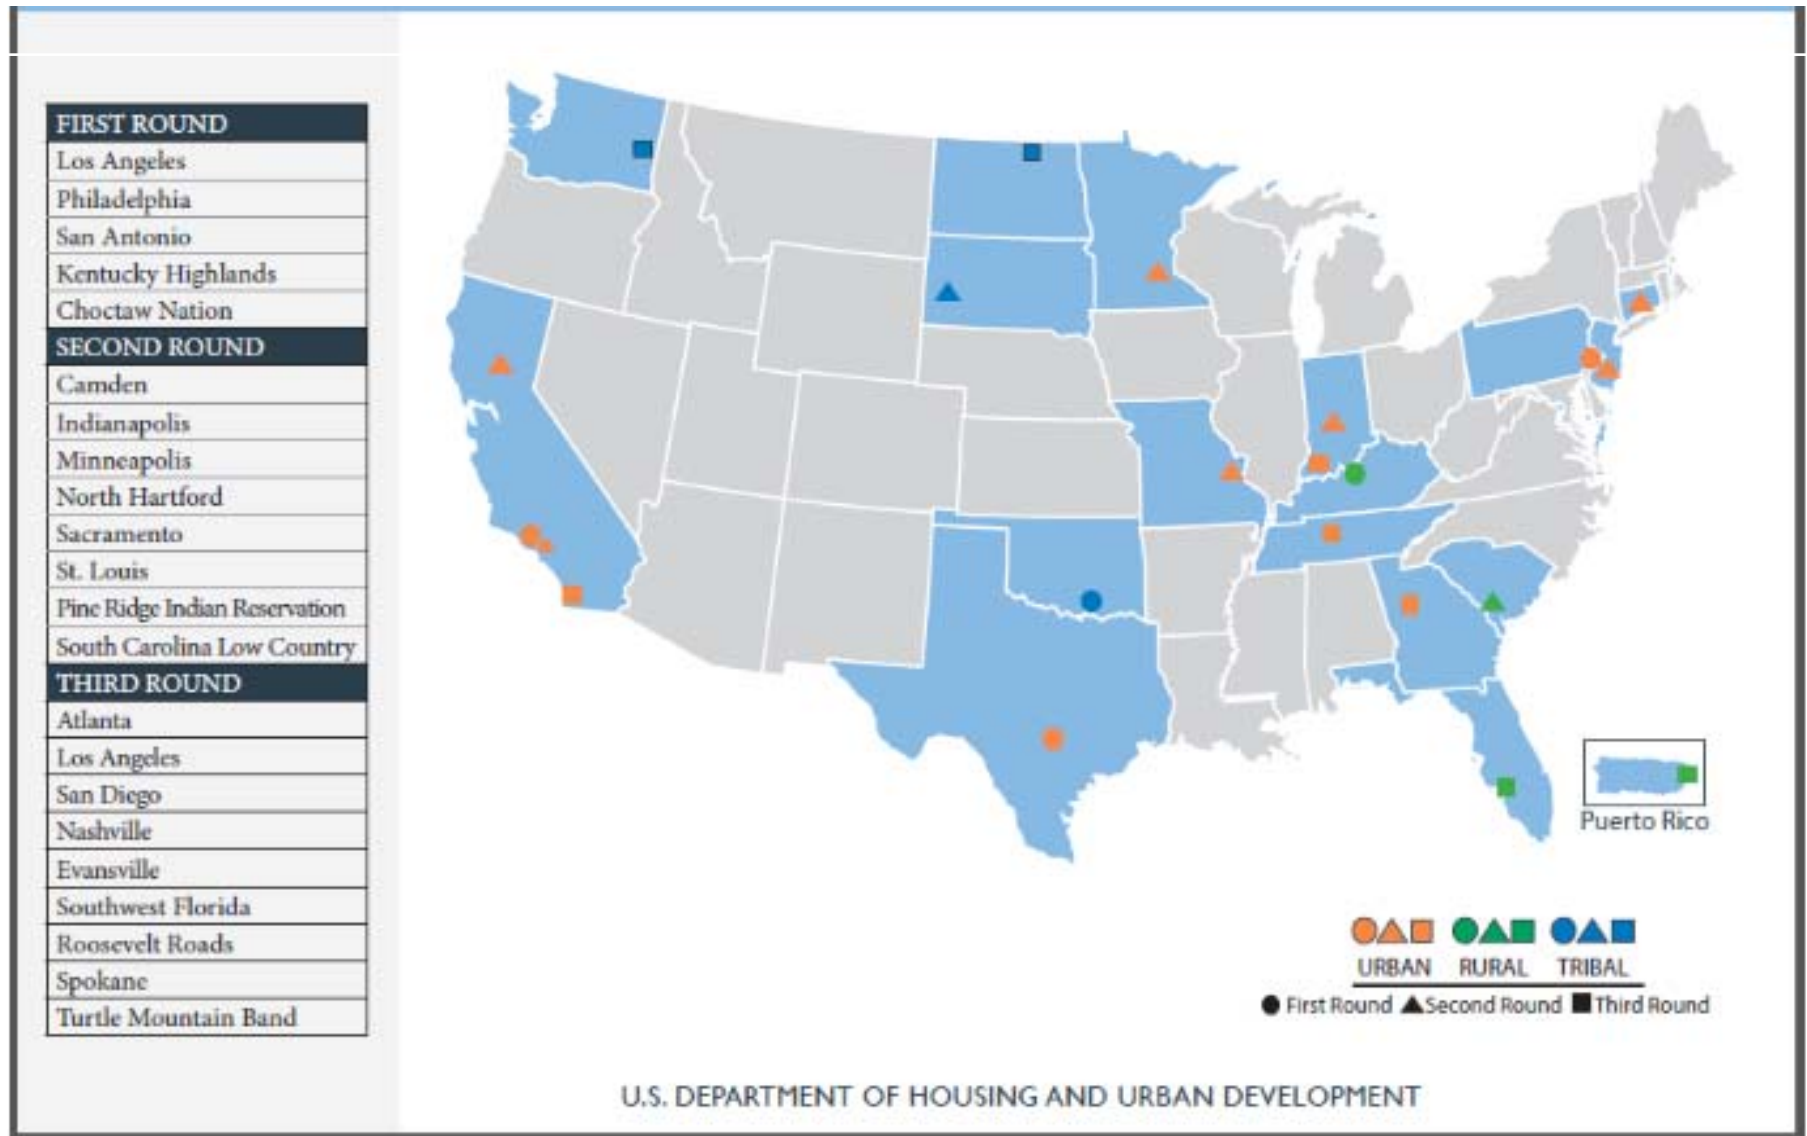 FIRST ROUND
Los Angeles
Philadelphia
San Antonio
Kentucky Highlands
Choctaw Nation
SECOND ROUND
Camden
Indianapolis
Minneapolis
North Hartford
Sacramento
St. Louis
Pine Ridge Indian Reservation
South Carolina Low Country
THIRD ROUND
Atlanta
Los Angeles
San Diego
Nashville
Evansville
Southwest Florida
Roosevelt Roads
Spokane
Turtle Mountain Band
Puerto Rico
URBAN RURAL TRIBAL
First Round Second Round Third Round
U.S. DEPARTMENT OF HOUSING AND URBAN DEVELOPMENT